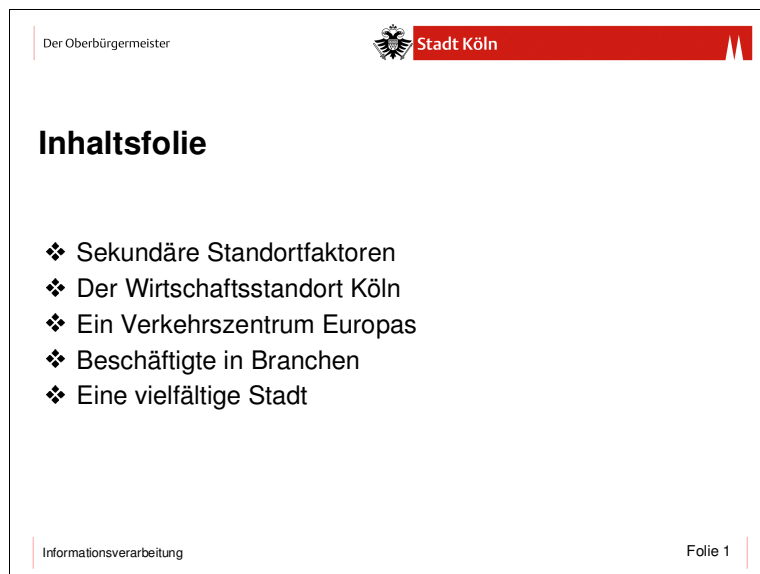 Der Oberbürgermeister
Stadt Köln
Inhaltsfolie
❖ Sekundäre Standortfaktoren
❖ Der Wirtschaftsstandort Köln
❖ Ein Verkehrszentrum Europas
❖ Beschäftigte in Branchen
❖ Eine vielfältige Stadt
Informationsverarbeitung
Folie 1